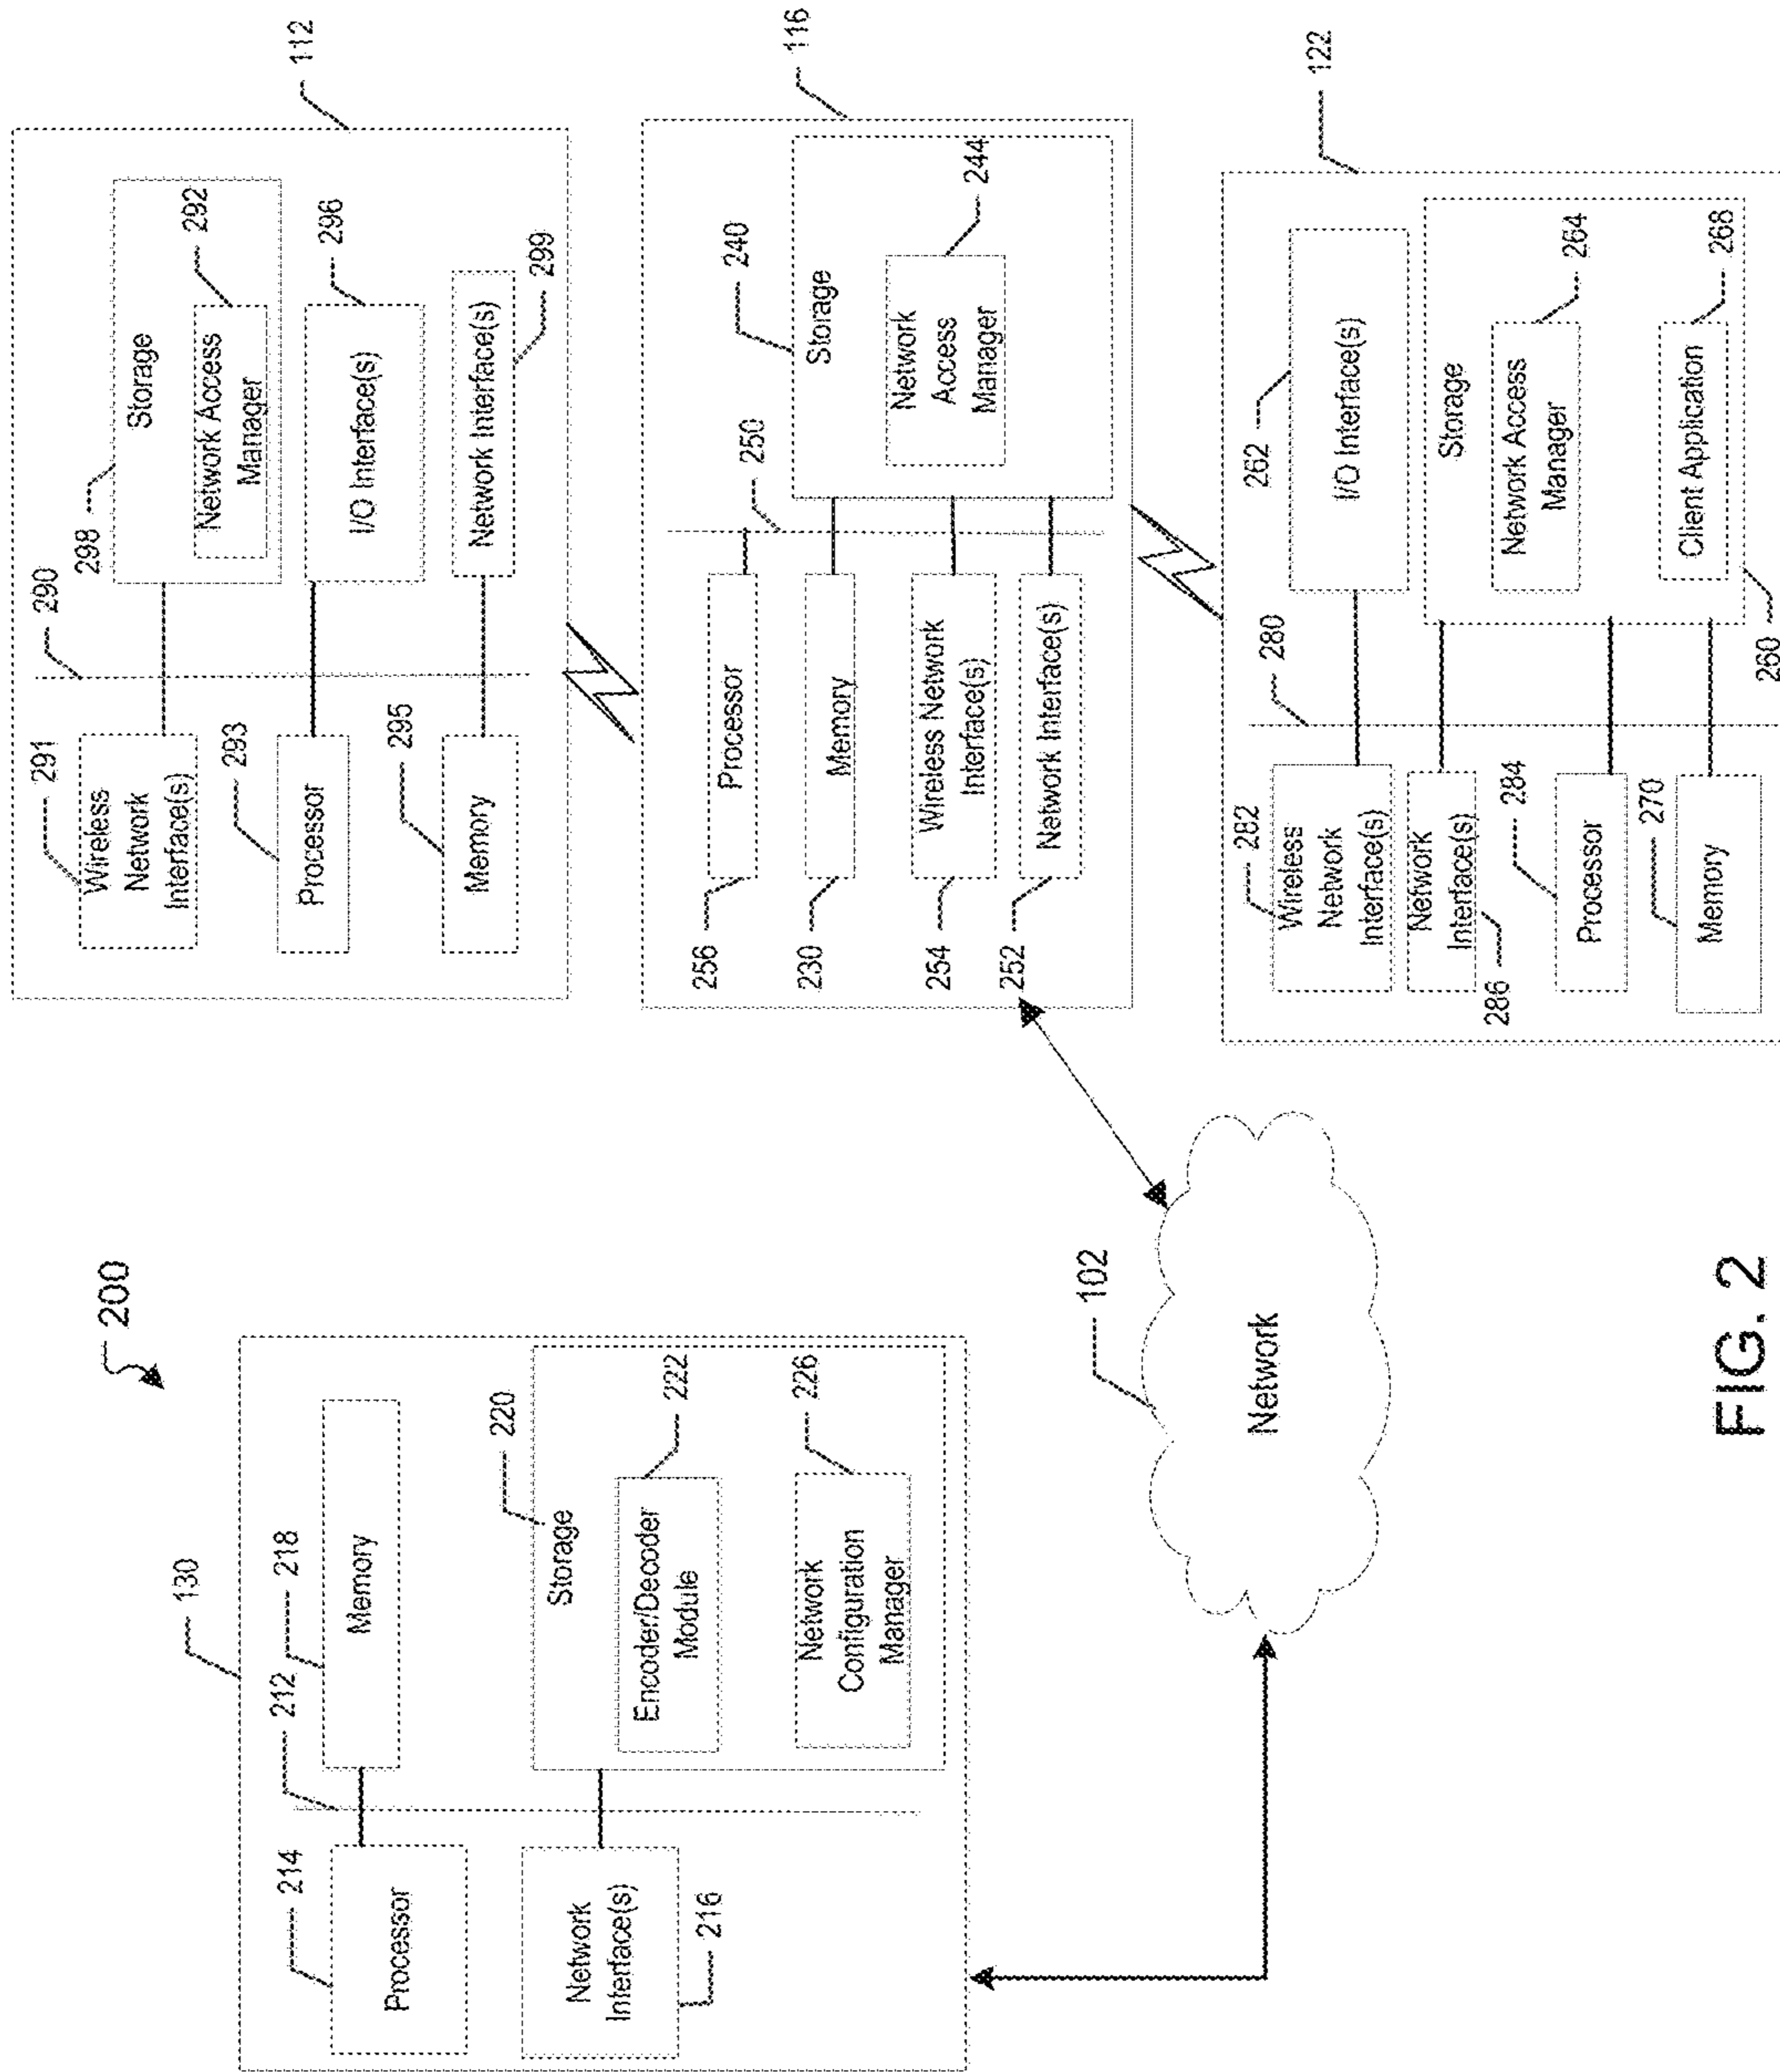 200
130
214
Processor
212
218
Memory
Network
Interface(s)
216
220
Storage
Encoder/Decoder
Module
222
Network
Configuration
Manager
226
102
Network
112
290
291
Wireless
Network
Interface(s)
298
Storage
Network Access
Manager
292
293
Processor
I/O Interface(s)
296
295
Memory
Network Interface(s)
299
116
256
Processor
230
Memory
254
Wireless Network
Interface(s)
252
Network Interface(s)
250
240
Storage
Network
Access
Manager
244
122
282
Wireless
Network
Interface(s)
280
262
I/O Interface(s)
Network
Interface(s)
286
284
Processor
270
Memory
Storage
Network Access
Manager
264
Client Application
268
260
FIG. 2